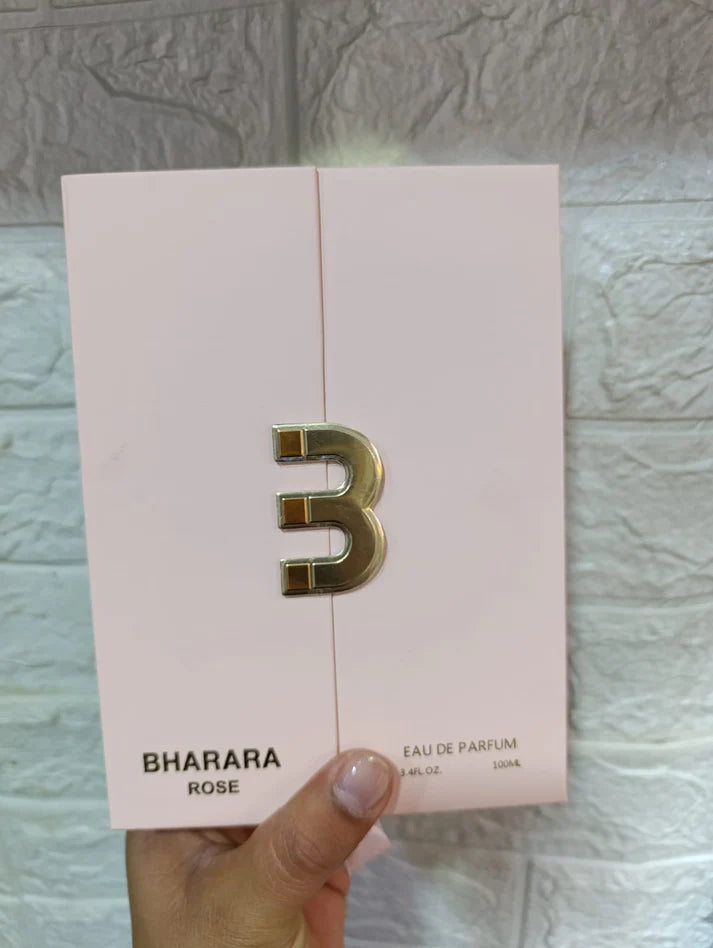 B
BHARARA
ROSE
EAU DE PARFUM
3.4FL OZ. 100ML